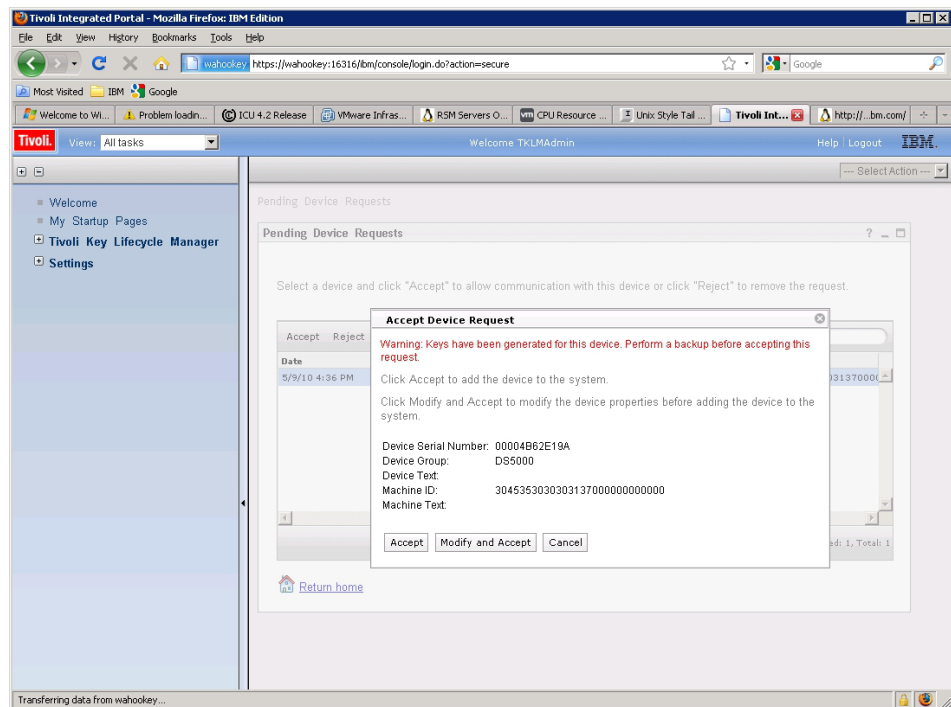 Tivoli Integrated Portal - Mozilla Firefox: IBM Edition
File Edit View History Bookmarks Tools Help
wahookey https://wahookey:16316/ibm/console/login.do?action=secure
Google
Most Visited IBM Google
Welcome to Wi... Problem loadin... ICU 4.2 Release VMware Infras... RSM Servers O... CPU Resource ... Unix Style Tail ... Tivoli Int... http://...bm.com/
Tivoli. View: All tasks Welcome TKLMAdmin Help Logout IBM.
--- Select Action ---
Welcome
My Startup Pages
Tivoli Key Lifecycle Manager
Settings
Pending Device Requests
Pending Device Requests
Select a device and click "Accept" to allow communication with this device or click "Reject" to remove the request.
Accept Reject
Date
5/9/10 4:36 PM
Accept Device Request
Warning: Keys have been generated for this device. Perform a backup before accepting this
request.
Click Accept to add the device to the system.
Click Modify and Accept to modify the device properties before adding the device to the
system.
Device Serial Number: 00004B62E19A
Device Group: DS5000
Device Text:
Machine ID: 3045353030303137000000000000
Machine Text:
Accept Modify and Accept Cancel
ed: 1, Total: 1
Return home
Transferring data from wahookey...